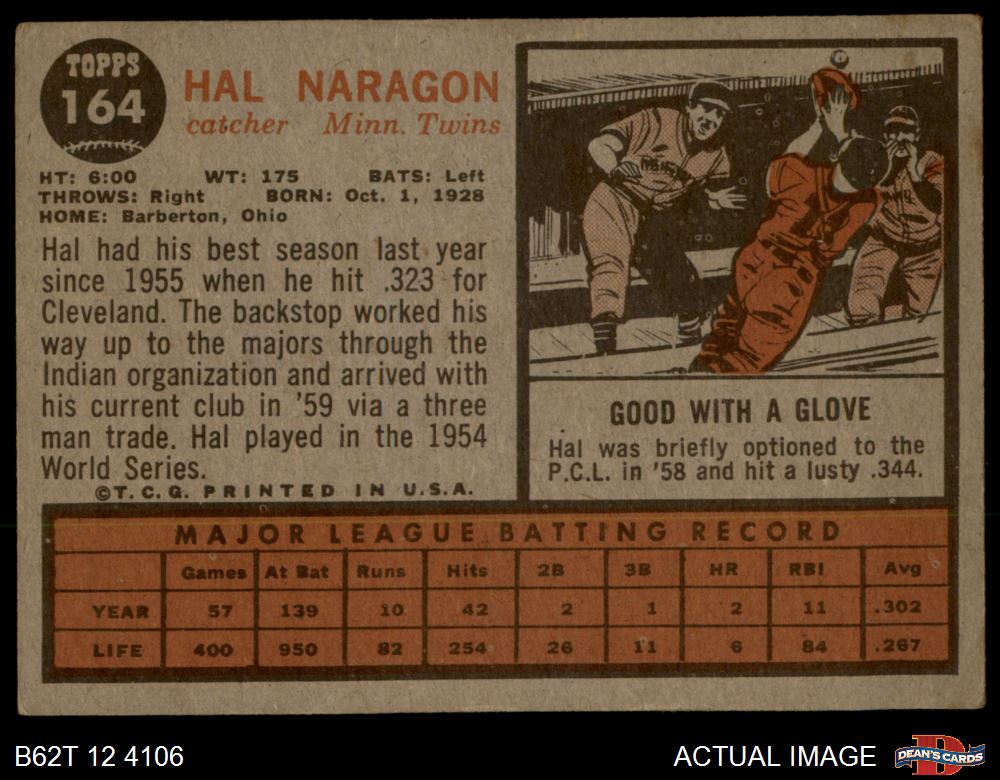 TOPPS
164
HAL NARAGON
catcher Minn. Twins
HT: 6:00 WT: 175 BATS: Left
THROWS: Right BORN: Oct. 1, 1928
HOME: Barberton, Ohio
Hal had his best season last year
since 1955 when he hit .323 for
Cleveland. The backstop worked his
way up to the majors through the
Indian organization and arrived with
his current club in '59 via a three
man trade. Hal played in the 1954
World Series.
©T.C.G. PRINTED IN U.S.A.
GOOD WITH A GLOVE
Hal was briefly optioned to the
P.C.L. in '58 and hit a lusty .344.
MAJOR LEAGUE BATTING RECORD
Games At Bat Runs Hits 2B 3B HR RBI Avg
YEAR 57 139 10 42 2 1 2 11 .302
LIFE 400 950 82 254 26 11 6 84 .267
B62T 12 4106
ACTUAL IMAGE
D
DEAN'S CARDS